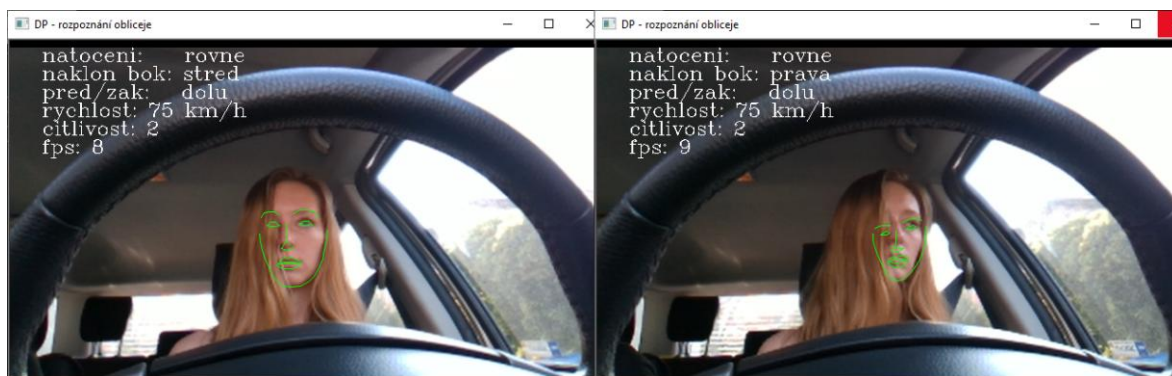 DP - rozpoznání obliceje
natoceni: rovne
naklon bok: stred
pred/zak: dolu
rychlost: 75 km/h
citlivost: 2
fps: 8
DP - rozpoznání obliceje
natoceni: rovne
naklon bok: prava
pred/zak: dolu
rychlost: 75 km/h
citlivost: 2
fps: 9